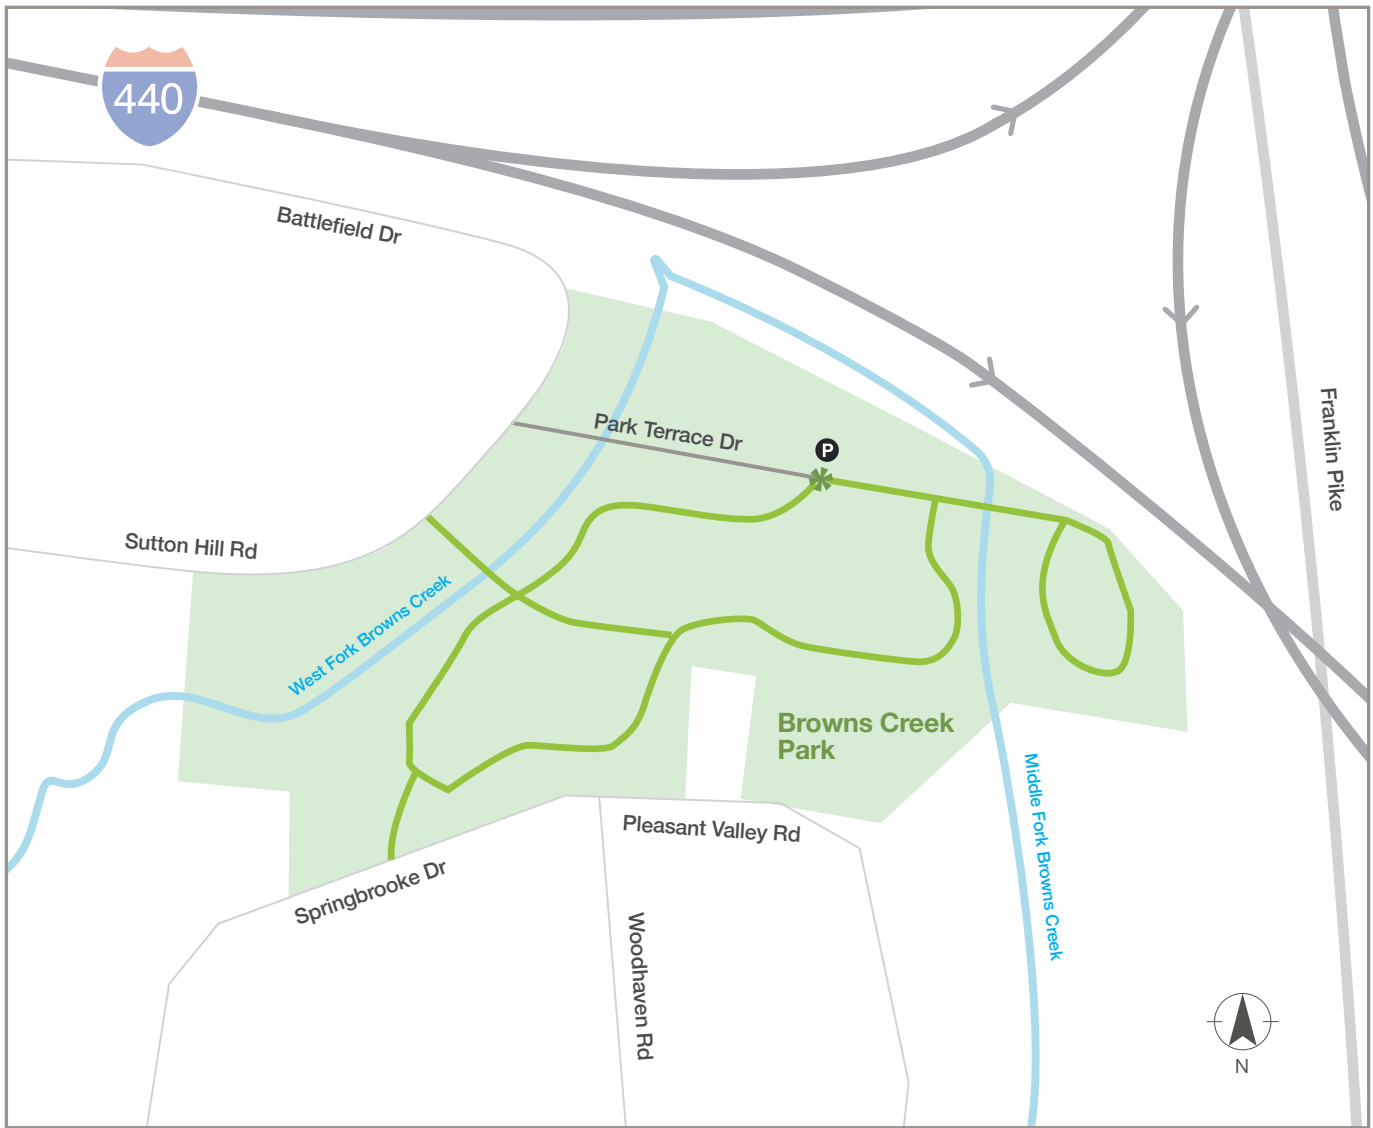 440
Battlefield Dr
Franklin Pike
Park Terrace Dr
P
Sutton Hill Rd
West Fork Browns Creek
Browns Creek
Park
Middle Fork Browns Creek
Pleasant Valley Rd
Springbrooke Dr
Woodhaven Rd
N